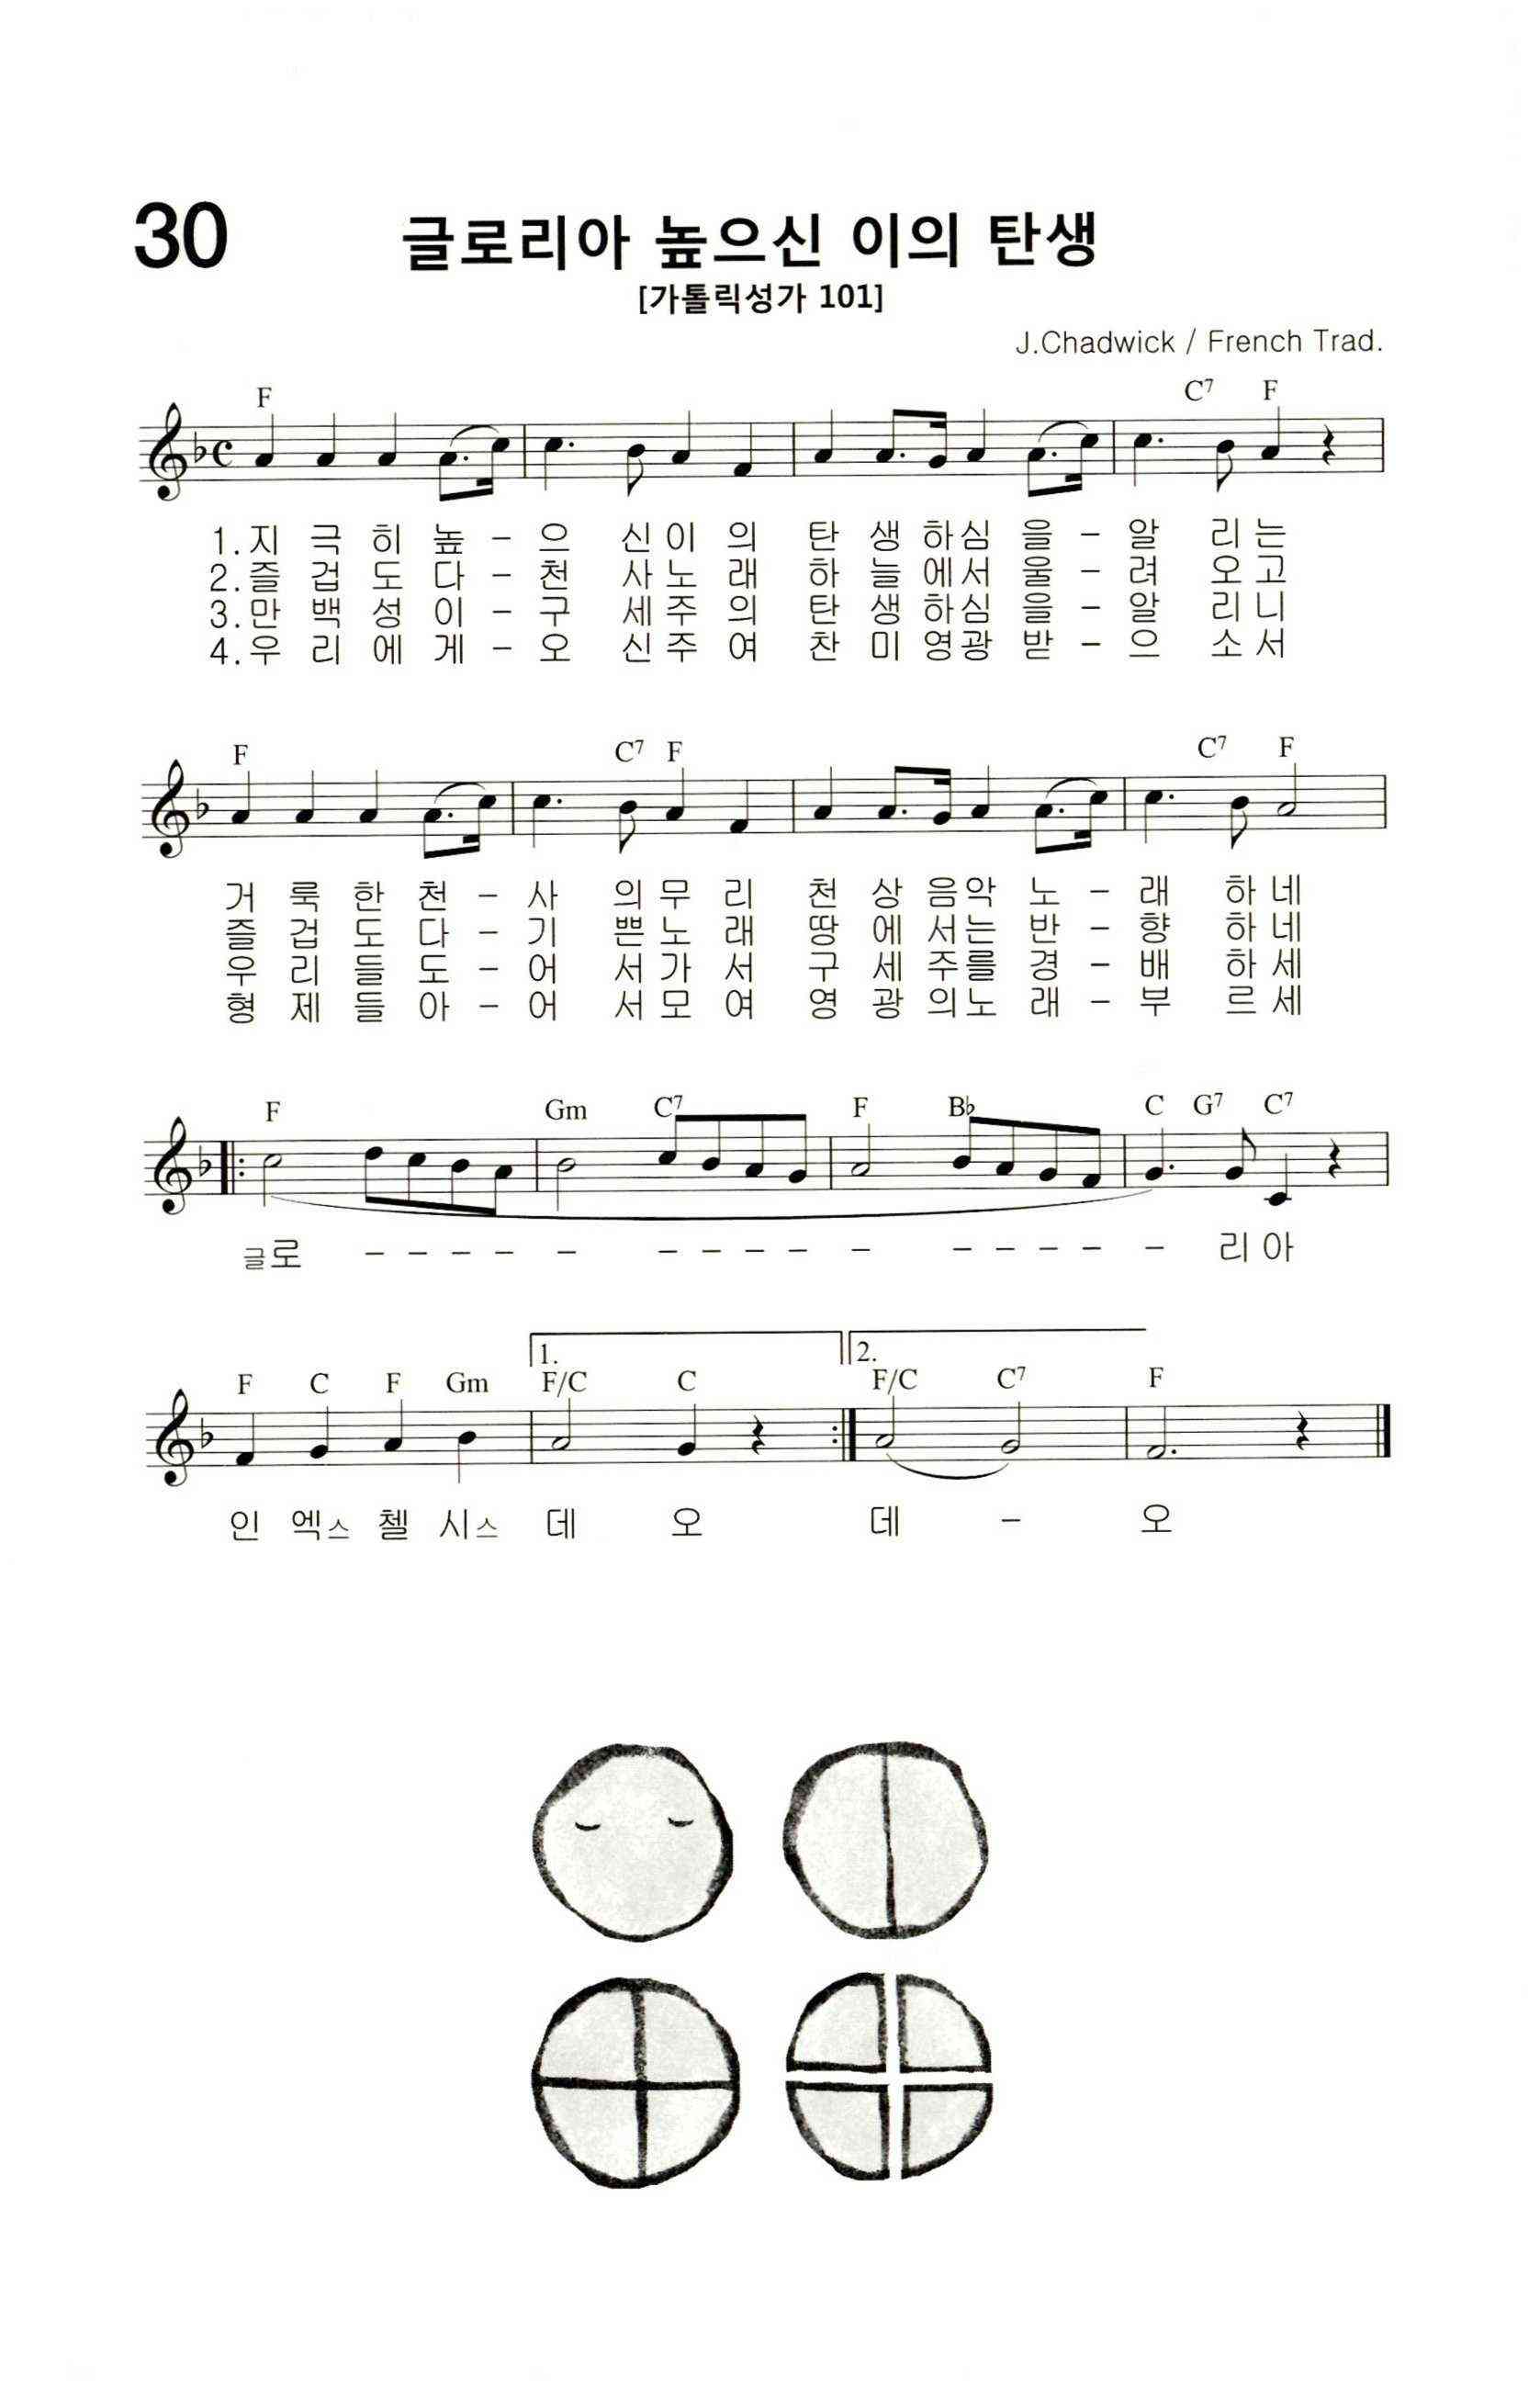 30 글로리아 높으신 이의 탄생
[가톨릭성가 101]
J.Chadwick / French Trad.
F C7 F
1.지 극 히 높 - 으 신 이 의 탄 생 하 심 을 - 알 리 는
2.즐 겁 도 다 - 천 사 노 래 하 늘 에 서 울 - 려 오 고
3.만 백 성 이 - 구 세 주 의 탄 생 하 심 을 - 알 리 니
4.우 리 에 게 - 오 신 주 여 찬 미 영 광 받 - 으 소 서
F C7 F C7 F
거 룩 한 천 - 사 의 무 리 천 상 음 악 노 - 래 하 네
즐 겁 도 다 - 기 쁜 노 래 땅 에 서 는 반 - 향 하 네
우 리 들 도 - 어 서 가 서 구 세 주 를 경 - 배 하 세
형 제 들 아 - 어 서 모 여 영 광 의 노 래 - 부 르 세
F Gm C7 F B♭ C G7 C7
글로 - - - - - - - - - - - - - - - 리 아
1. 2.
F C F Gm F/C C F/C C7 F
인 엑스 첼 시스 데 오 데 - 오